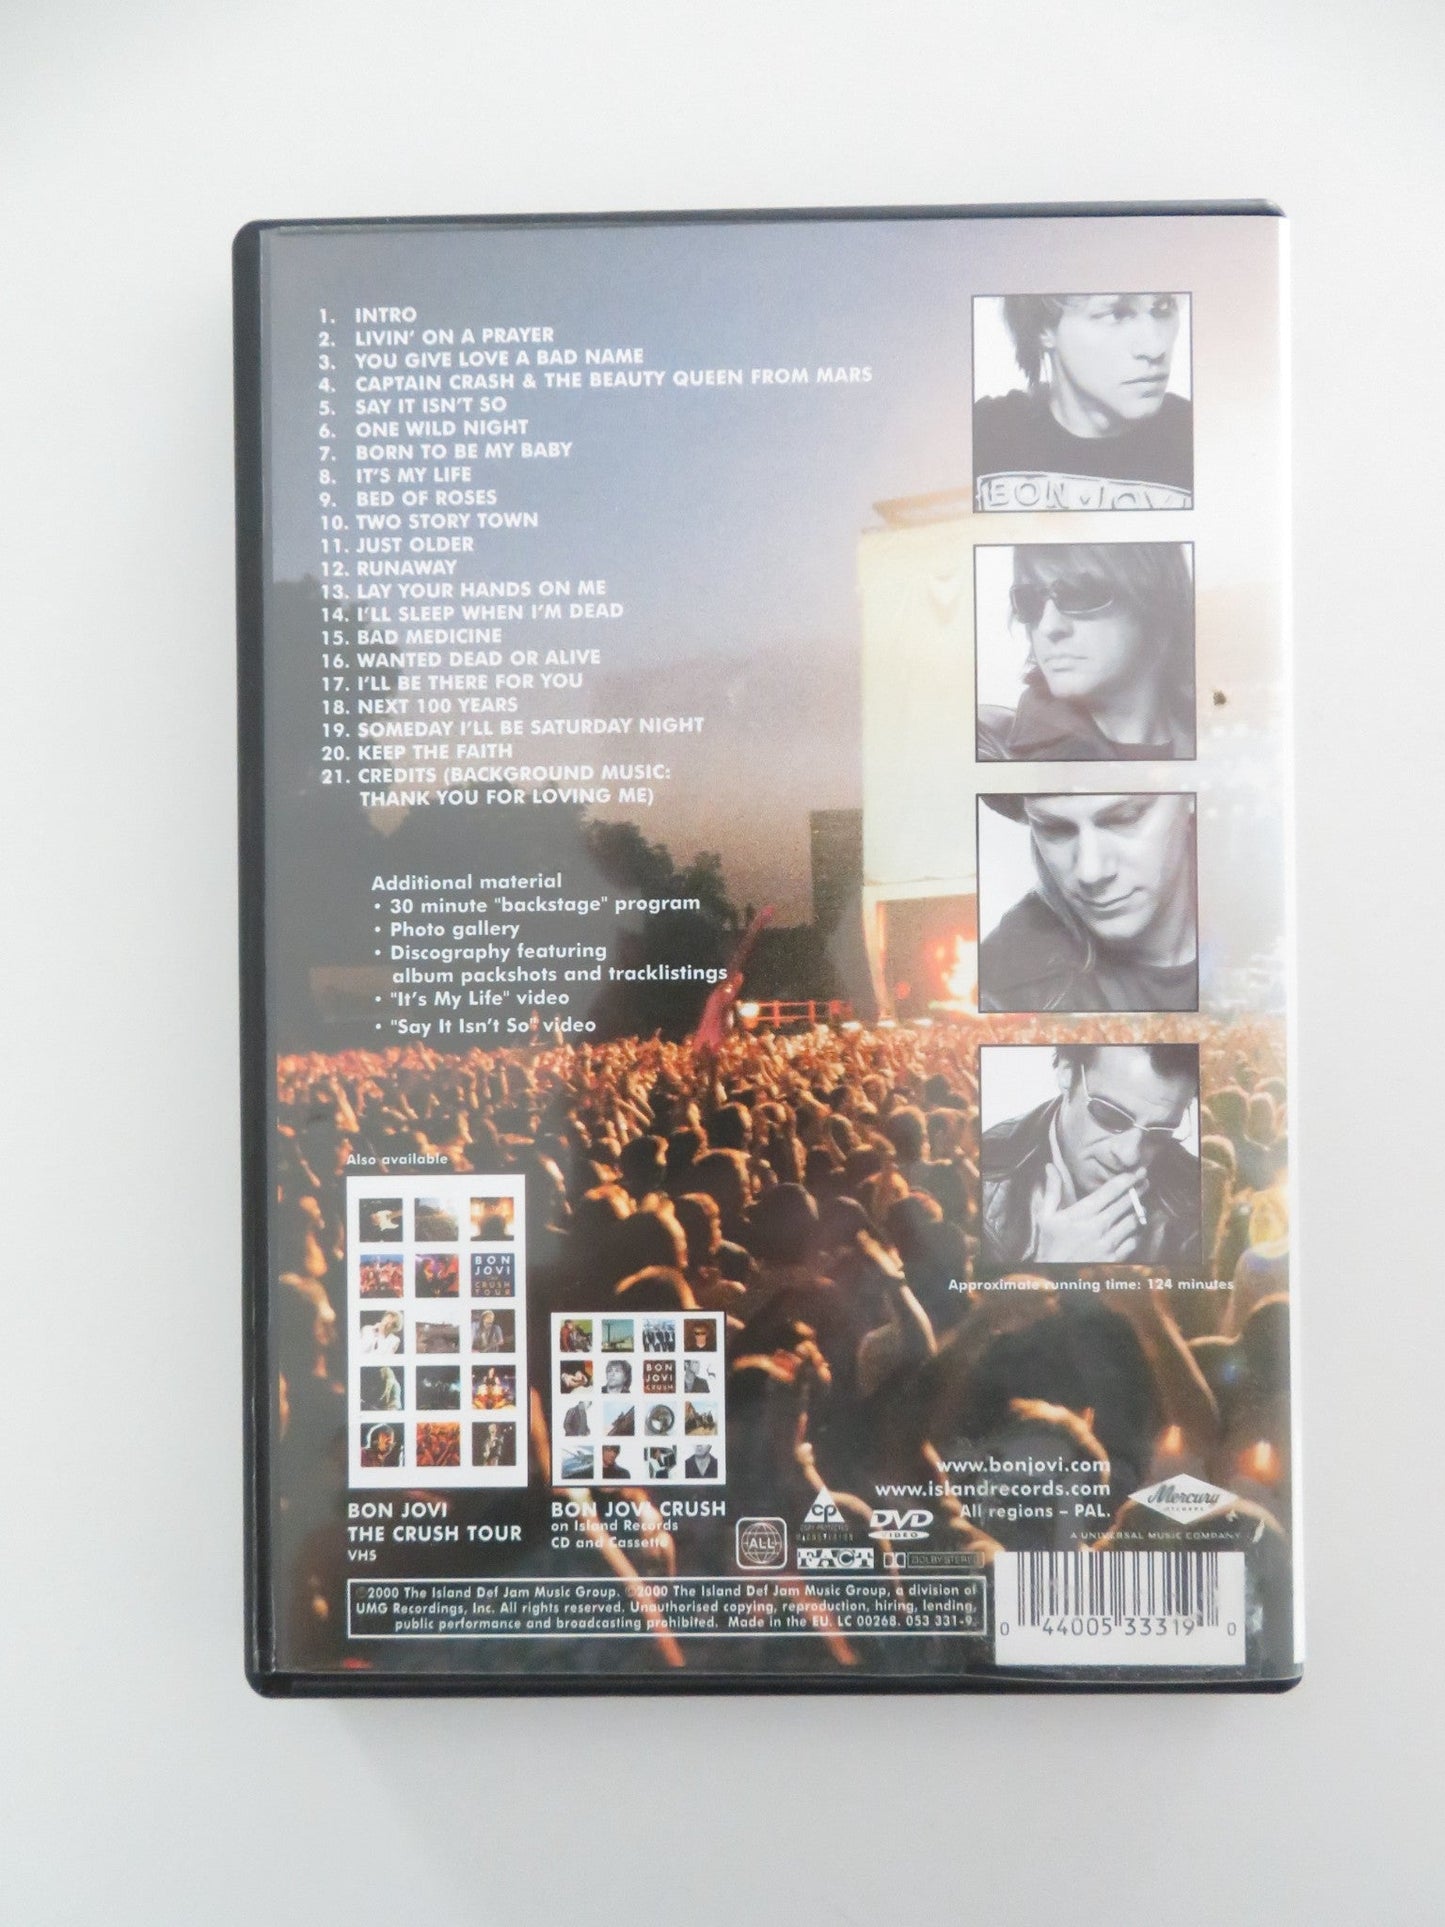 1. INTRO
2. LIVIN' ON A PRAYER
3. YOU GIVE LOVE A BAD NAME
4. CAPTAIN CRASH & THE BEAUTY QUEEN FROM MARS
5. SAY IT ISN'T SO
6. ONE WILD NIGHT
7. BORN TO BE MY BABY
8. IT'S MY LIFE
9. BED OF ROSES
10. TWO STORY TOWN
11. JUST OLDER
12. RUNAWAY
13. LAY YOUR HANDS ON ME
14. I'LL SLEEP WHEN I'M DEAD
15. BAD MEDICINE
16. WANTED DEAD OR ALIVE
17. I'LL BE THERE FOR YOU
18. NEXT 100 YEARS
19. SOMEDAY I'LL BE SATURDAY NIGHT
20. KEEP THE FAITH
21. CREDITS (BACKGROUND MUSIC:
THANK YOU FOR LOVING ME)
BON JOVI
Additional material
• 30 minute "backstage" program
• Photo gallery
• Discography featuring
album packshots and tracklistings
• "It's My Life" video
• "Say It Isn't So" video
Approximate running time: 124 minutes
Also available
BON
JOVI
CRUSH
TOUR
BON JOVI
THE CRUSH TOUR
VHS
BON
JOVI
CRUSH
BON JOVI CRUSH
on Island Records
CD and Cassette
www.bonjovi.com
www.islandrecords.com
All regions – PAL.
Mercury
RECORDS
A UNIVERSAL MUSIC COMPANY
ALL
cp
COPY PROTECTED
DVD
VIDEO
FACT
DOLBY STEREO
©2000 The Island Def Jam Music Group. ©2000 The Island Def Jam Music Group, a division of
UMG Recordings, Inc. All rights reserved. Unauthorised copying, reproduction, hiring, lending,
public performance and broadcasting prohibited. Made in the EU. LC 00268. 053 331-9.
0 44005 33319 0